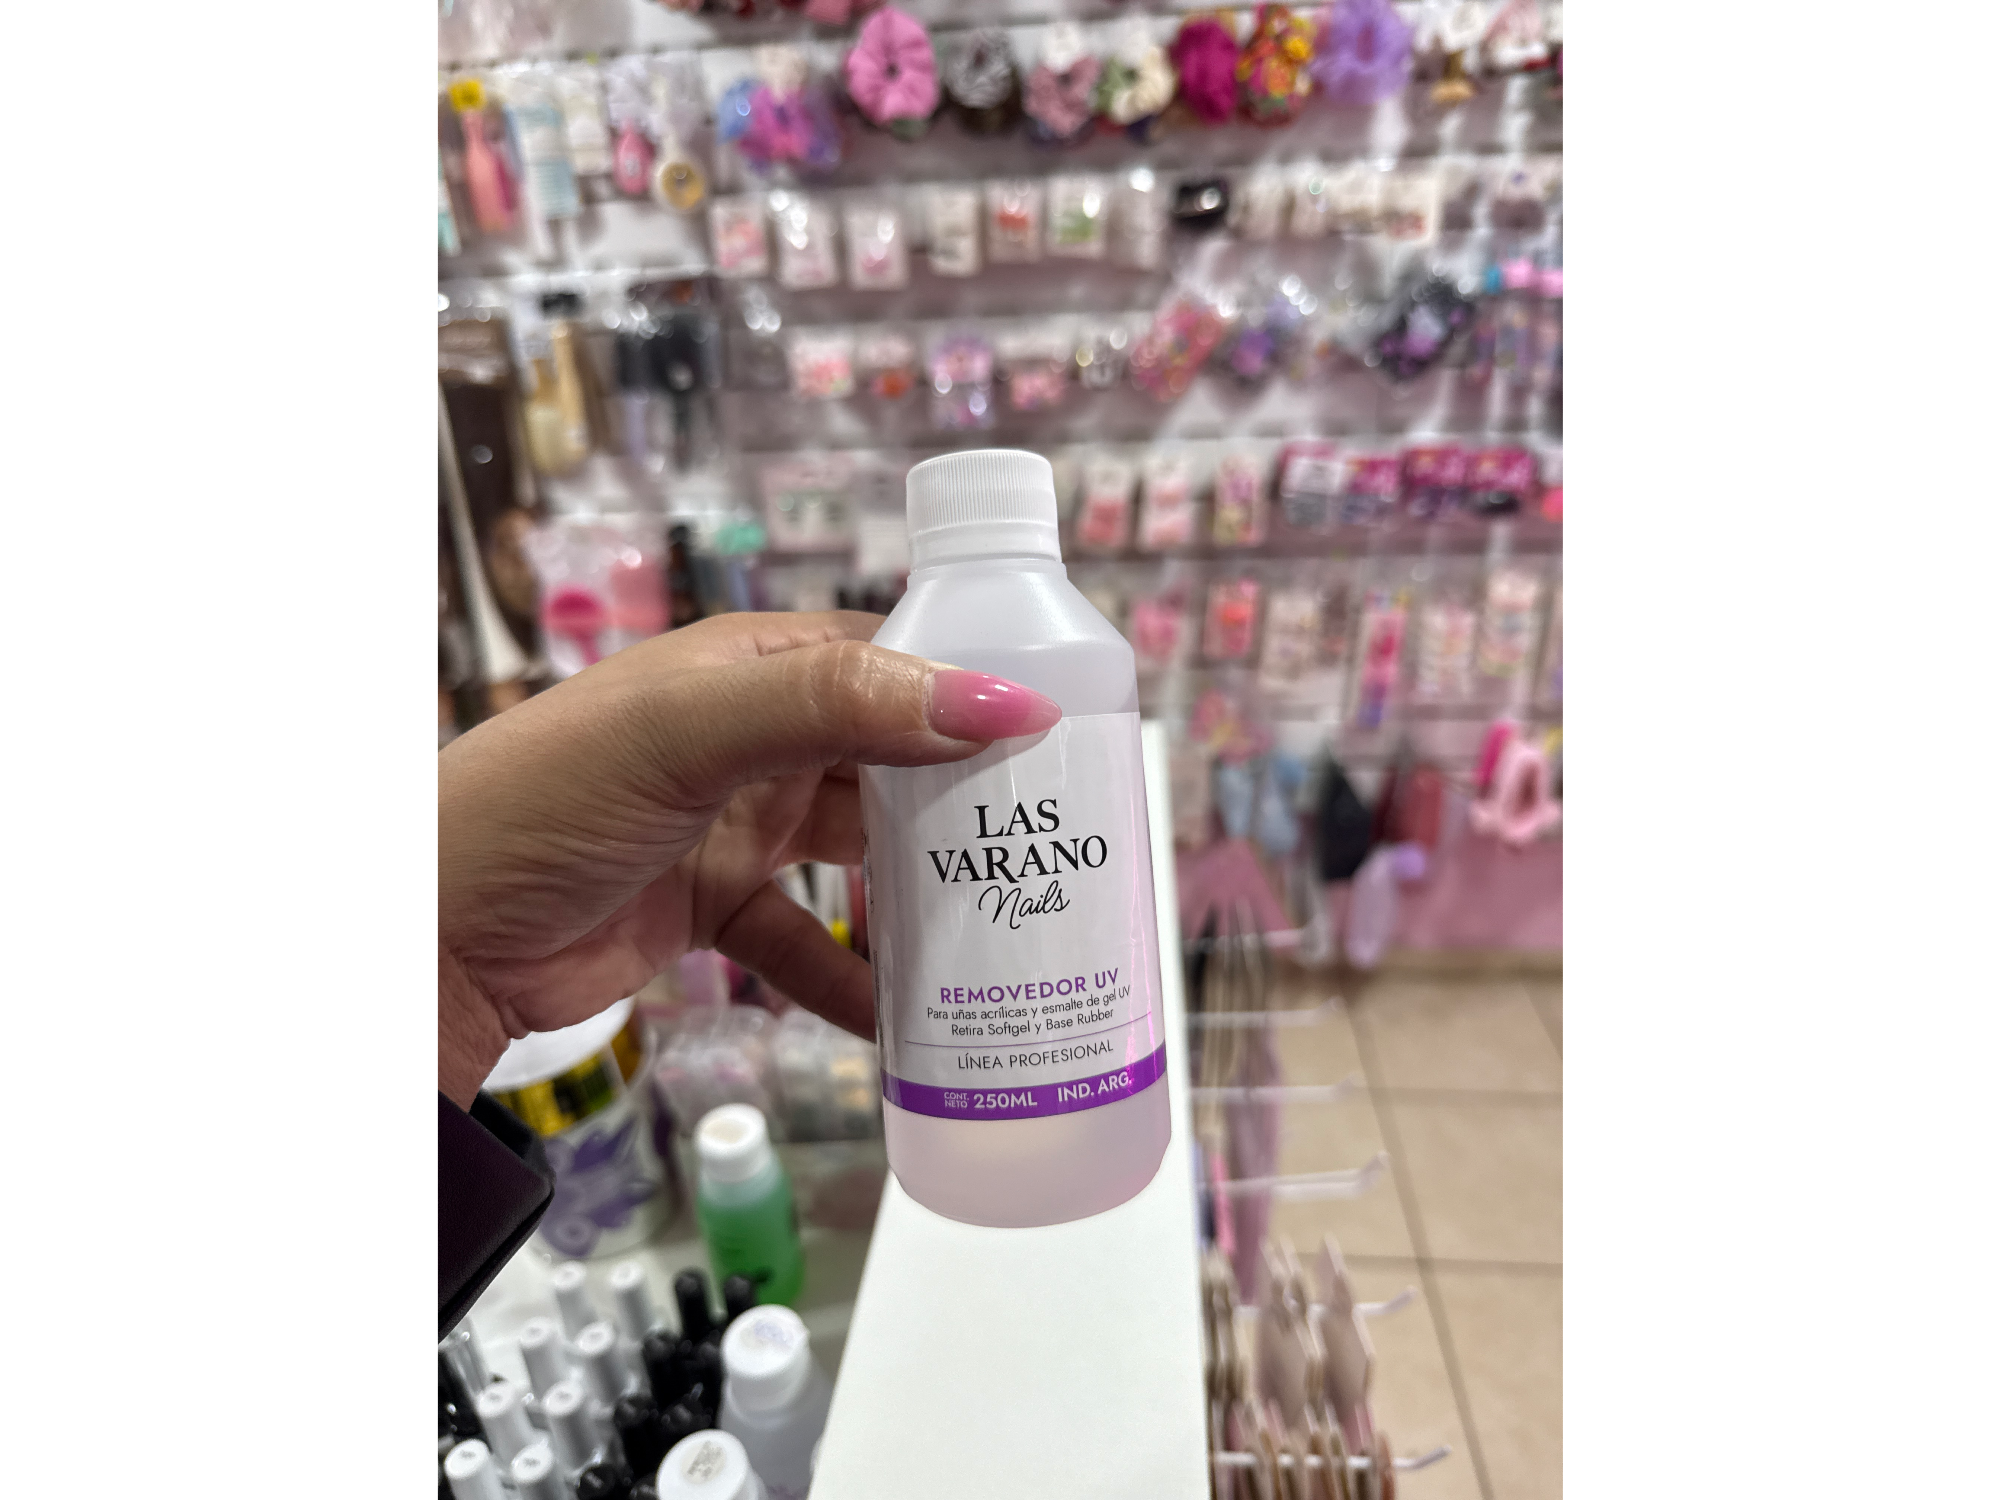 LAS
VARANO
Nails
REMOVEDOR UV
Para uñas acrílicas y esmalte de gel UV
Retira Softgel y Base Rubber
LÍNEA PROFESIONAL
CONT. NETO 250ML IND. ARG.